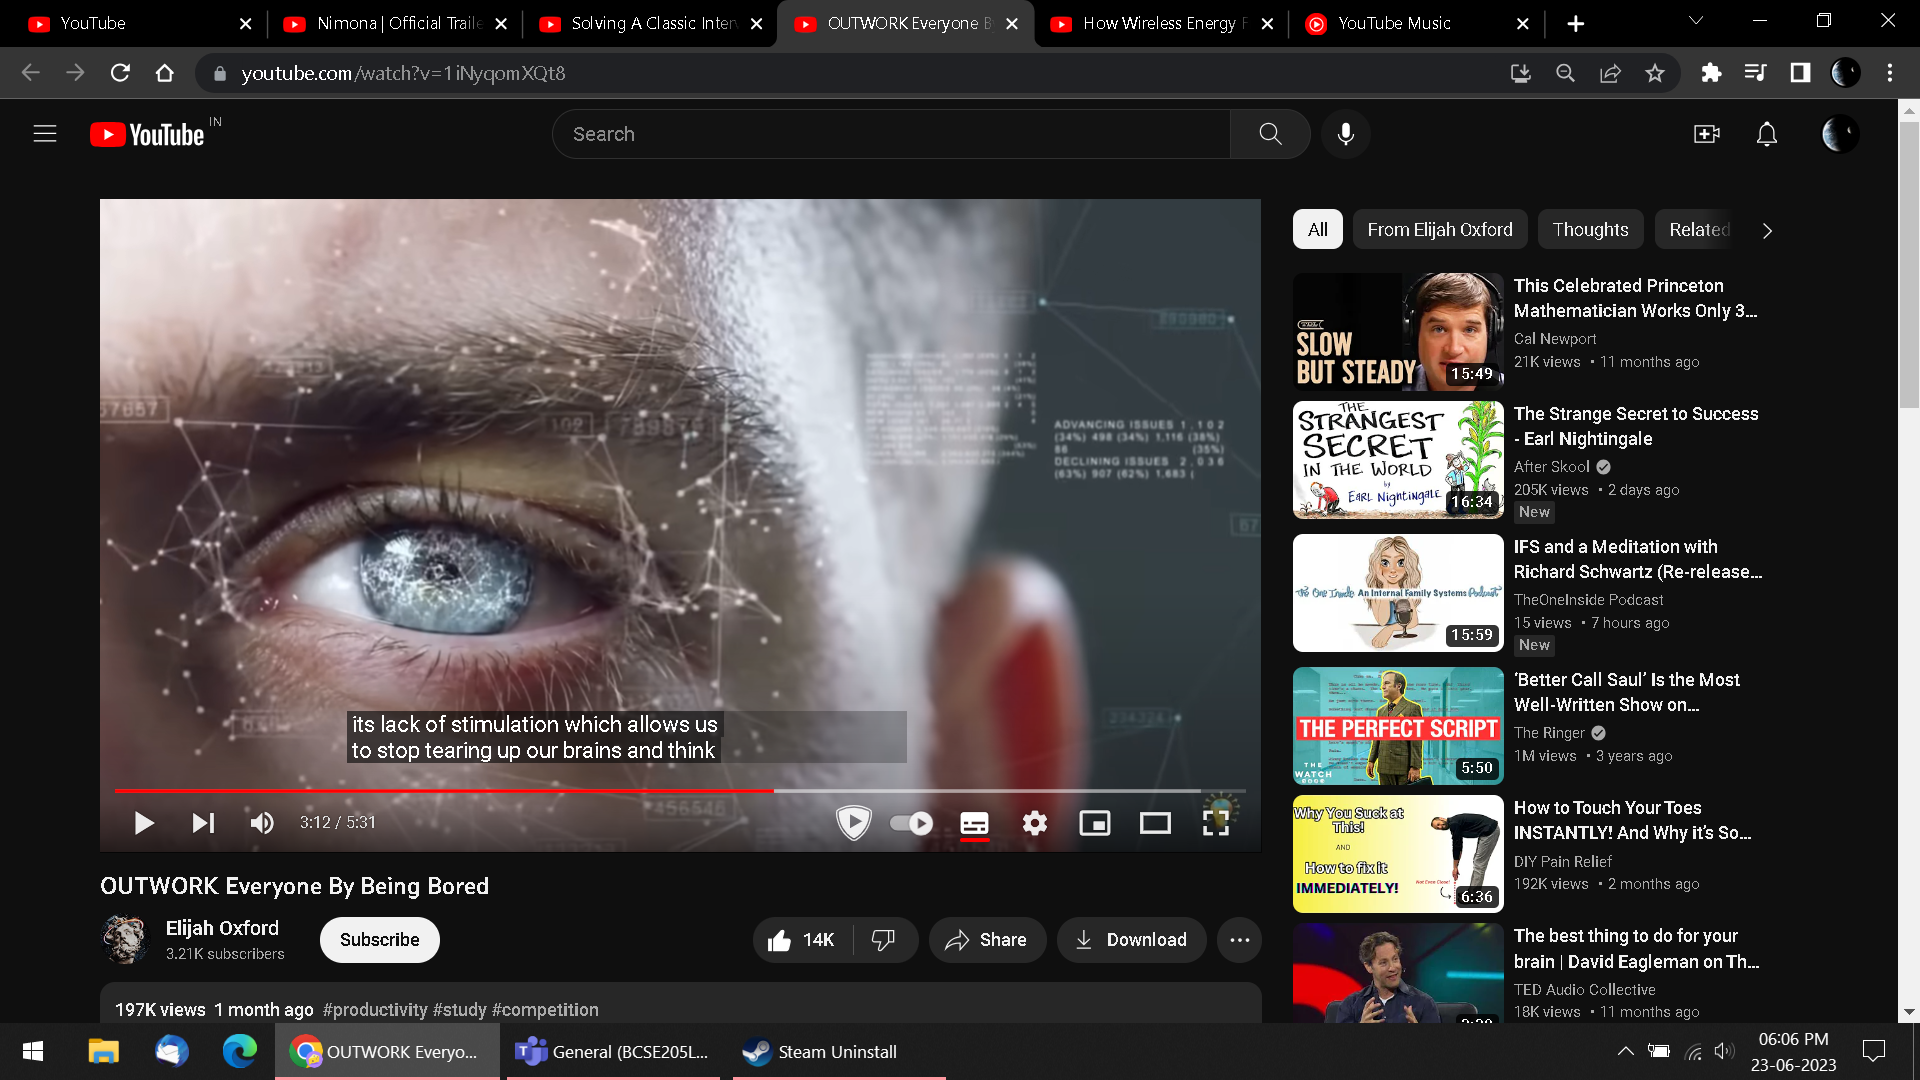 YouTube
Nimona | Official Traile
Solving A Classic Inter
OUTWORK Everyone B
How Wireless Energy F
YouTube Music
youtube.com/watch?v=1iNyqomXQt8
YouTube IN
Search
ADVANCING ISSUES 1,102
(34%) 498 (34%) 1,116 (38%)
66 (35%)
DECLINING ISSUES 2,036
(63%) 907 (62%) 1,683 (
its lack of stimulation which allows us
to stop tearing up our brains and think
3:12 / 5:31
OUTWORK Everyone By Being Bored
Elijah Oxford
3.21K subscribers
Subscribe
14K
Share
Download
197K views 1 month ago #productivity #study #competition
All
From Elijah Oxford
Thoughts
Related
SLOW
BUT STEADY
15:49
This Celebrated Princeton
Mathematician Works Only 3...
Cal Newport
21K views • 11 months ago
THE
STRANGEST
SECRET
IN THE WORLD
by
EARL NIGHTINGALE
16:34
The Strange Secret to Success
- Earl Nightingale
After Skool
205K views • 2 days ago
New
The One Inside An Internal Family Systems Podcast
15:59
IFS and a Meditation with
Richard Schwartz (Re-release...
TheOneInside Podcast
15 views • 7 hours ago
New
THE PERFECT SCRIPT
THE
WATCH
5:50
‘Better Call Saul’ Is the Most
Well-Written Show on...
The Ringer
1M views • 3 years ago
Why You Suck at
This!
AND
How to fix it
IMMEDIATELY!
Not Even Close!
6:36
How to Touch Your Toes
INSTANTLY! And Why it’s So...
DIY Pain Relief
192K views • 2 months ago
The best thing to do for your
brain | David Eagleman on Th...
TED Audio Collective
18K views • 11 months ago
OUTWORK Everyo...
General (BCSE205L...
Steam Uninstall
06:06 PM
23-06-2023